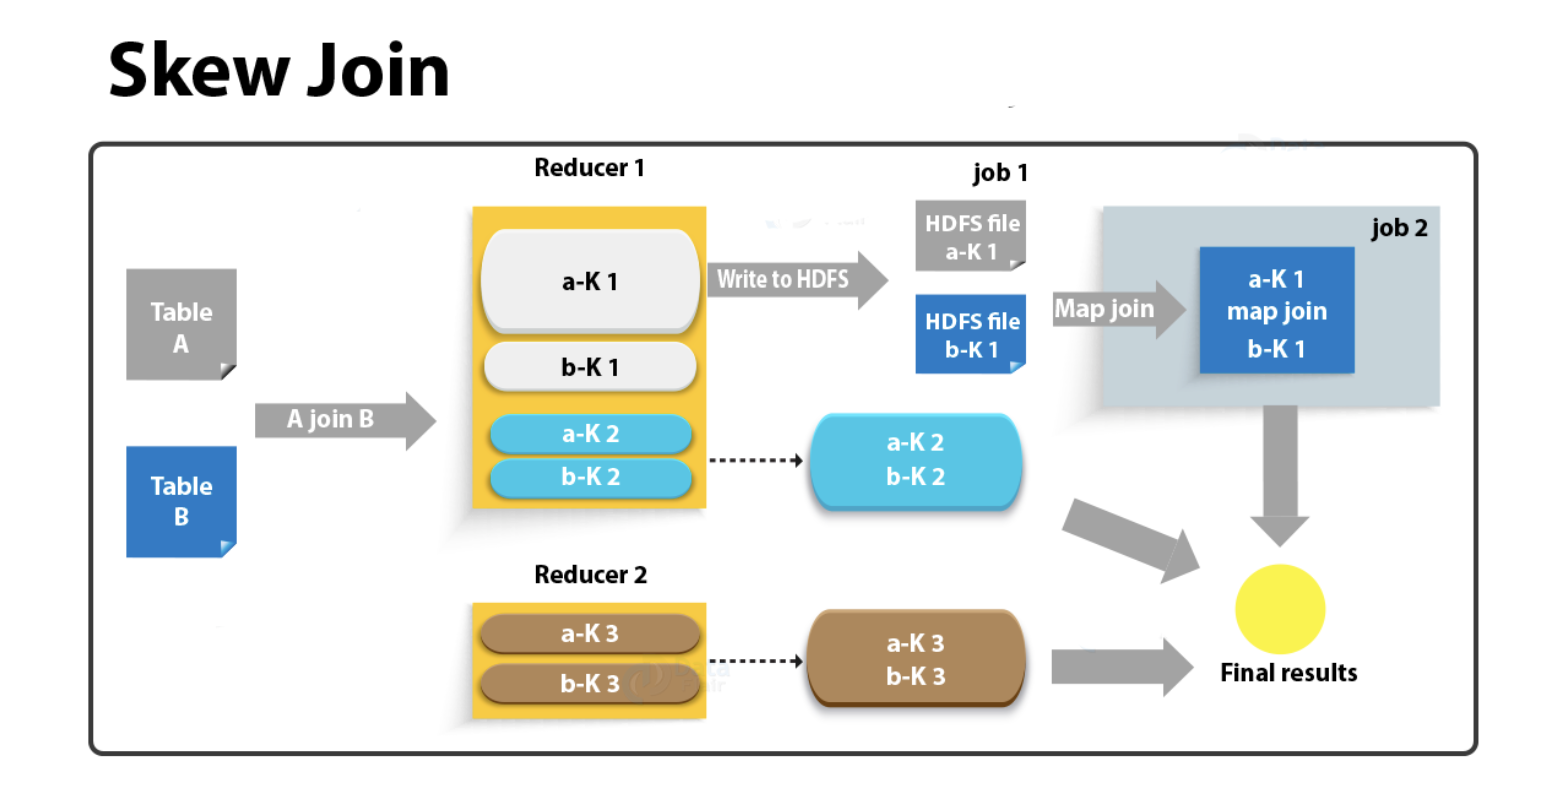 Skew Join
Reducer 1
job 1
HDFS file
a-K 1
job 2
a-K 1
Write to HDFS
Table
A
HDFS file
b-K 1
Map join
a-K 1
map join
b-K 1
b-K 1
A join B
a-K 2
b-K 2
a-K 2
b-K 2
Table
B
Reducer 2
a-K 3
b-K 3
a-K 3
b-K 3
Final results